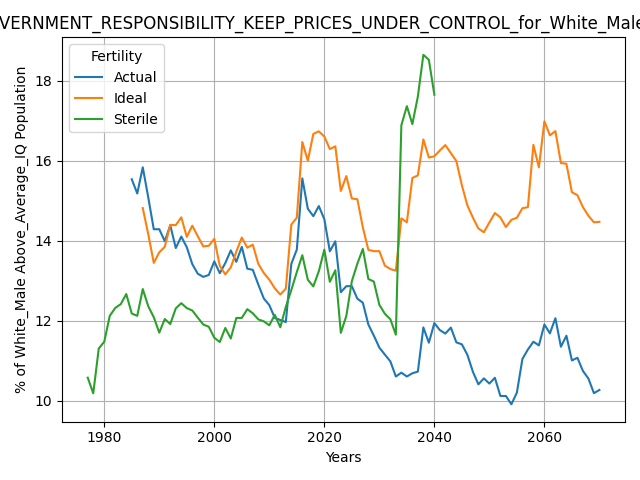 VERNMENT_RESPONSIBILITY_KEEP_PRICES_UNDER_CONTROL_for_White_Male
Fertility
Actual
Ideal
Sterile
% of White_Male Above_Average_IQ Population
18
16
14
12
10
1980
2000
2020
2040
2060
Years